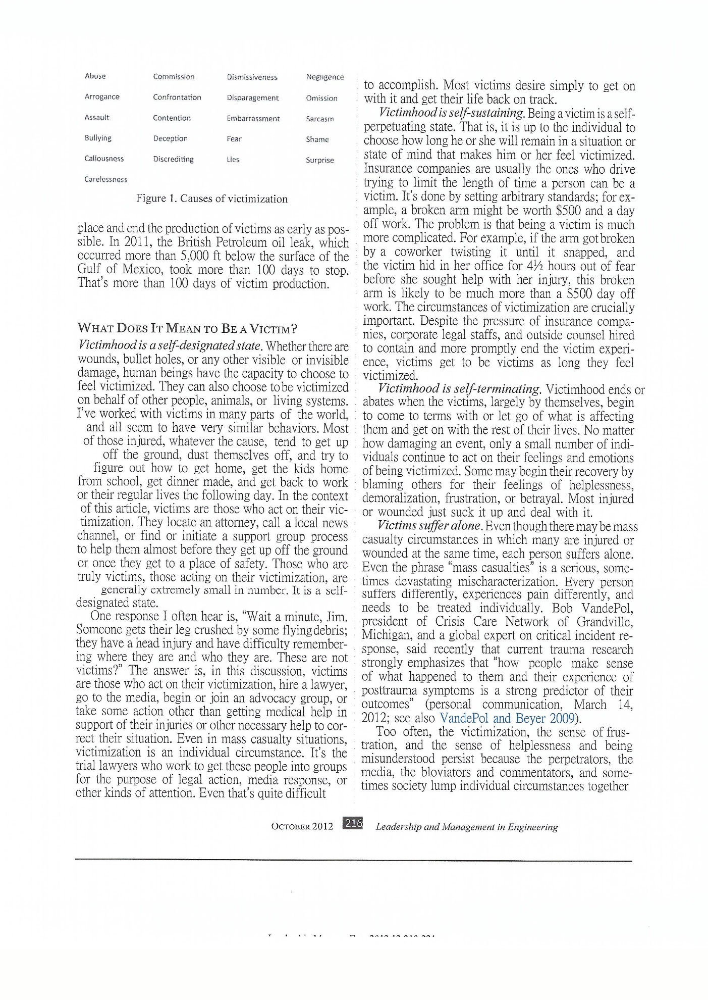 Abuse Commission Dismissiveness Negligence
Arrogance Confrontation Disparagement Omission
Assault Contention Embarrassment Sarcasm
Bullying Deception Fear Shame
Callousness Discrediting Lies Surprise
Carelessness
Figure 1. Causes of victimization
place and end the production of victims as early as pos-
sible. In 2011, the British Petroleum oil leak, which
occurred more than 5,000 ft below the surface of the
Gulf of Mexico, took more than 100 days to stop.
That's more than 100 days of victim production.
WHAT DOES IT MEAN TO BE A VICTIM?
Victimhood is a self-designated state. Whether there are
wounds, bullet holes, or any other visible or invisible
damage, human beings have the capacity to choose to
feel victimized. They can also choose to be victimized
on behalf of other people, animals, or living systems.
I've worked with victims in many parts of the world,
and all seem to have very similar behaviors. Most
of those injured, whatever the cause, tend to get up
off the ground, dust themselves off, and try to
figure out how to get home, get the kids home
from school, get dinner made, and get back to work
or their regular lives the following day. In the context
of this article, victims are those who act on their vic-
timization. They locate an attorney, call a local news
channel, or find or initiate a support group process
to help them almost before they get up off the ground
or once they get to a place of safety. Those who are
truly victims, those acting on their victimization, are
generally extremely small in number. It is a self-
designated state.
One response I often hear is, “Wait a minute, Jim.
Someone gets their leg crushed by some flying debris;
they have a head injury and have difficulty remember-
ing where they are and who they are. These are not
victims?” The answer is, in this discussion, victims
are those who act on their victimization, hire a lawyer,
go to the media, begin or join an advocacy group, or
take some action other than getting medical help in
support of their injuries or other necessary help to cor-
rect their situation. Even in mass casualty situations,
victimization is an individual circumstance. It's the
trial lawyers who work to get these people into groups
for the purpose of legal action, media response, or
other kinds of attention. Even that's quite difficult
to accomplish. Most victims desire simply to get on
with it and get their life back on track.
Victimhood is self-sustaining. Being a victim is a self-
perpetuating state. That is, it is up to the individual to
choose how long he or she will remain in a situation or
state of mind that makes him or her feel victimized.
Insurance companies are usually the ones who drive
trying to limit the length of time a person can be a
victim. It's done by setting arbitrary standards; for ex-
ample, a broken arm might be worth $500 and a day
off work. The problem is that being a victim is much
more complicated. For example, if the arm got broken
by a coworker twisting it until it snapped, and
the victim hid in her office for 4½ hours out of fear
before she sought help with her injury, this broken
arm is likely to be much more than a $500 day off
work. The circumstances of victimization are crucially
important. Despite the pressure of insurance compa-
nies, corporate legal staffs, and outside counsel hired
to contain and more promptly end the victim experi-
ence, victims get to be victims as long they feel
victimized.
Victimhood is self-terminating. Victimhood ends or
abates when the victims, largely by themselves, begin
to come to terms with or let go of what is affecting
them and get on with the rest of their lives. No matter
how damaging an event, only a small number of indi-
viduals continue to act on their feelings and emotions
of being victimized. Some may begin their recovery by
blaming others for their feelings of helplessness,
demoralization, frustration, or betrayal. Most injured
or wounded just suck it up and deal with it.
Victims suffer alone. Even though there may be mass
casualty circumstances in which many are injured or
wounded at the same time, each person suffers alone.
Even the phrase “mass casualties” is a serious, some-
times devastating mischaracterization. Every person
suffers differently, experiences pain differently, and
needs to be treated individually. Bob VandePol,
president of Crisis Care Network of Grandville,
Michigan, and a global expert on critical incident re-
sponse, said recently that current trauma research
strongly emphasizes that “how people make sense
of what happened to them and their experience of
posttrauma symptoms is a strong predictor of their
outcomes” (personal communication, March 14,
2012; see also VandePol and Beyer 2009).
Too often, the victimization, the sense of frus-
tration, and the sense of helplessness and being
misunderstood persist because the perpetrators, the
media, the bloviators and commentators, and some-
times society lump individual circumstances together
OCTOBER 2012 216 Leadership and Management in Engineering